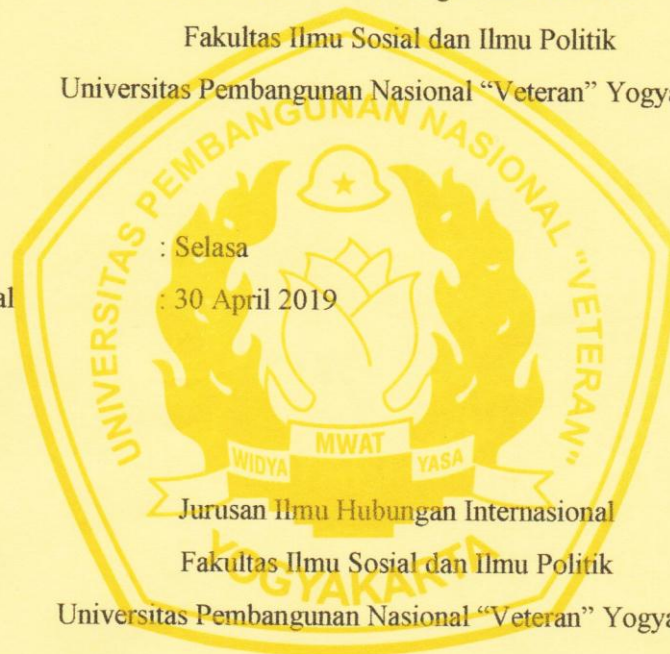 Fakultas Ilmu Sosial dan Ilmu Politik
Universitas Pembangunan Nasional “Veteran” Yogya
UNIVERSITAS PEMBANGUNAN NASIONAL "VETERAN"
: Selasa
al : 30 April 2019
WIDYA MWAT YASA
Jurusan Ilmu Hubungan Internasional
Fakultas Ilmu Sosial dan Ilmu Politik
YOGYAKARTA
Universitas Pembangunan Nasional “Veteran” Yogya